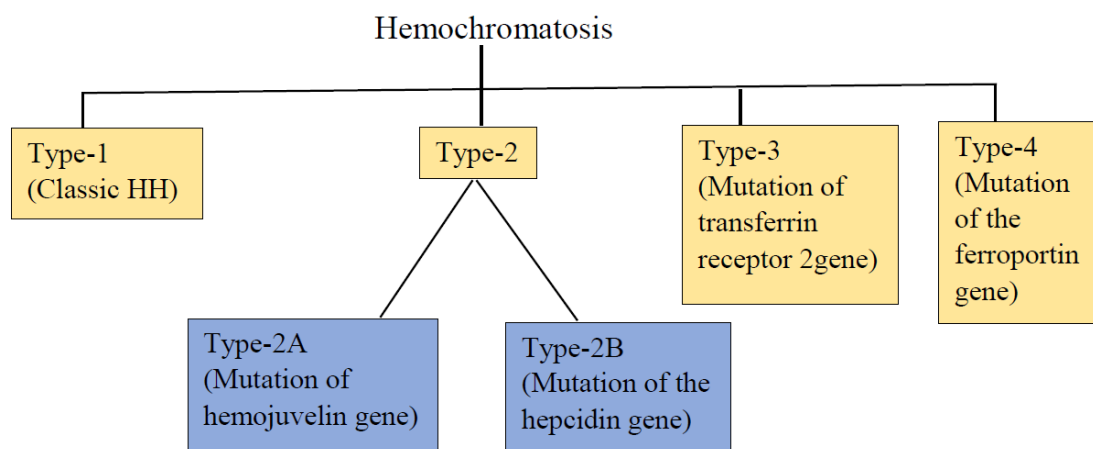 Hemochromatosis
Type-1
(Classic HH)
Type-2
Type-3
(Mutation of
transferrin
receptor 2gene)
Type-4
(Mutation
of the
ferroportin
gene)
Type-2A
(Mutation of
hemojuvelin gene)
Type-2B
(Mutation of the
hepcidin gene)